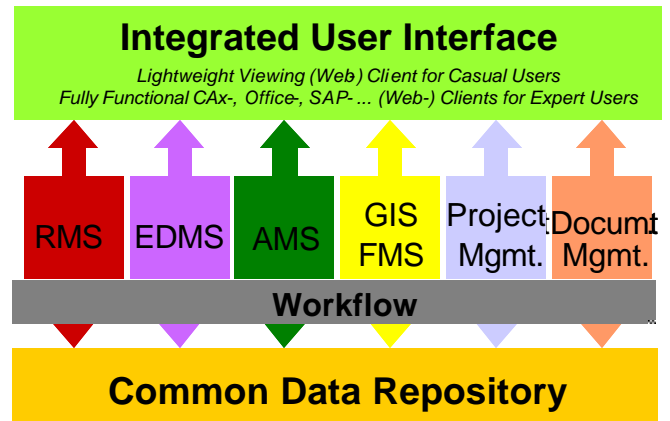 Integrated User Interface
Lightweight Viewing (Web) Client for Casual Users
Fully Functional CAx-, Office-, SAP- ... (Web-) Clients for Expert Users
RMS
EDMS
AMS
GIS
FMS
Project
Mgmt.
Documt
Mgmt.
Workflow
Common Data Repository